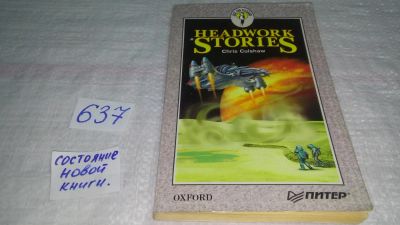 HEADWORK
STORIES
Chris Culshaw
OXFORD
ПИТЕР
637
СОСТОЯНИЕ
НОВОЙ
КНИГИ.